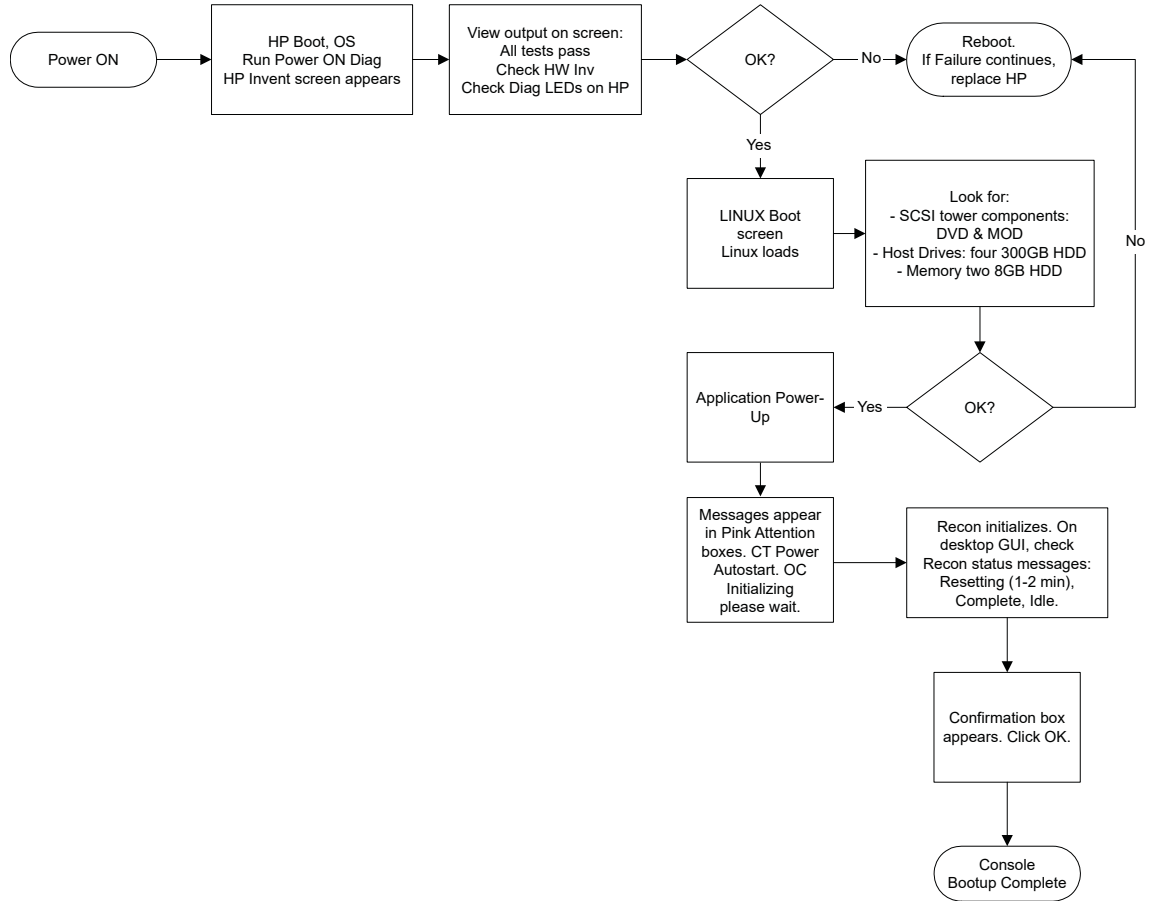 Power ON
HP Boot, OS
Run Power ON Diag
HP Invent screen appears
View output on screen:
All tests pass
Check HW Inv
Check Diag LEDs on HP
OK?
No
Reboot.
If Failure continues,
replace HP
Yes
LINUX Boot
screen
Linux loads
Look for:
- SCSI tower components:
DVD & MOD
- Host Drives: four 300GB HDD
- Memory two 8GB HDD
No
OK?
Yes
Application Power-
Up
Messages appear
in Pink Attention
boxes. CT Power
Autostart. OC
Initializing
please wait.
Recon initializes. On
desktop GUI, check
Recon status messages:
Resetting (1-2 min),
Complete, Idle.
Confirmation box
appears. Click OK.
Console
Bootup Complete